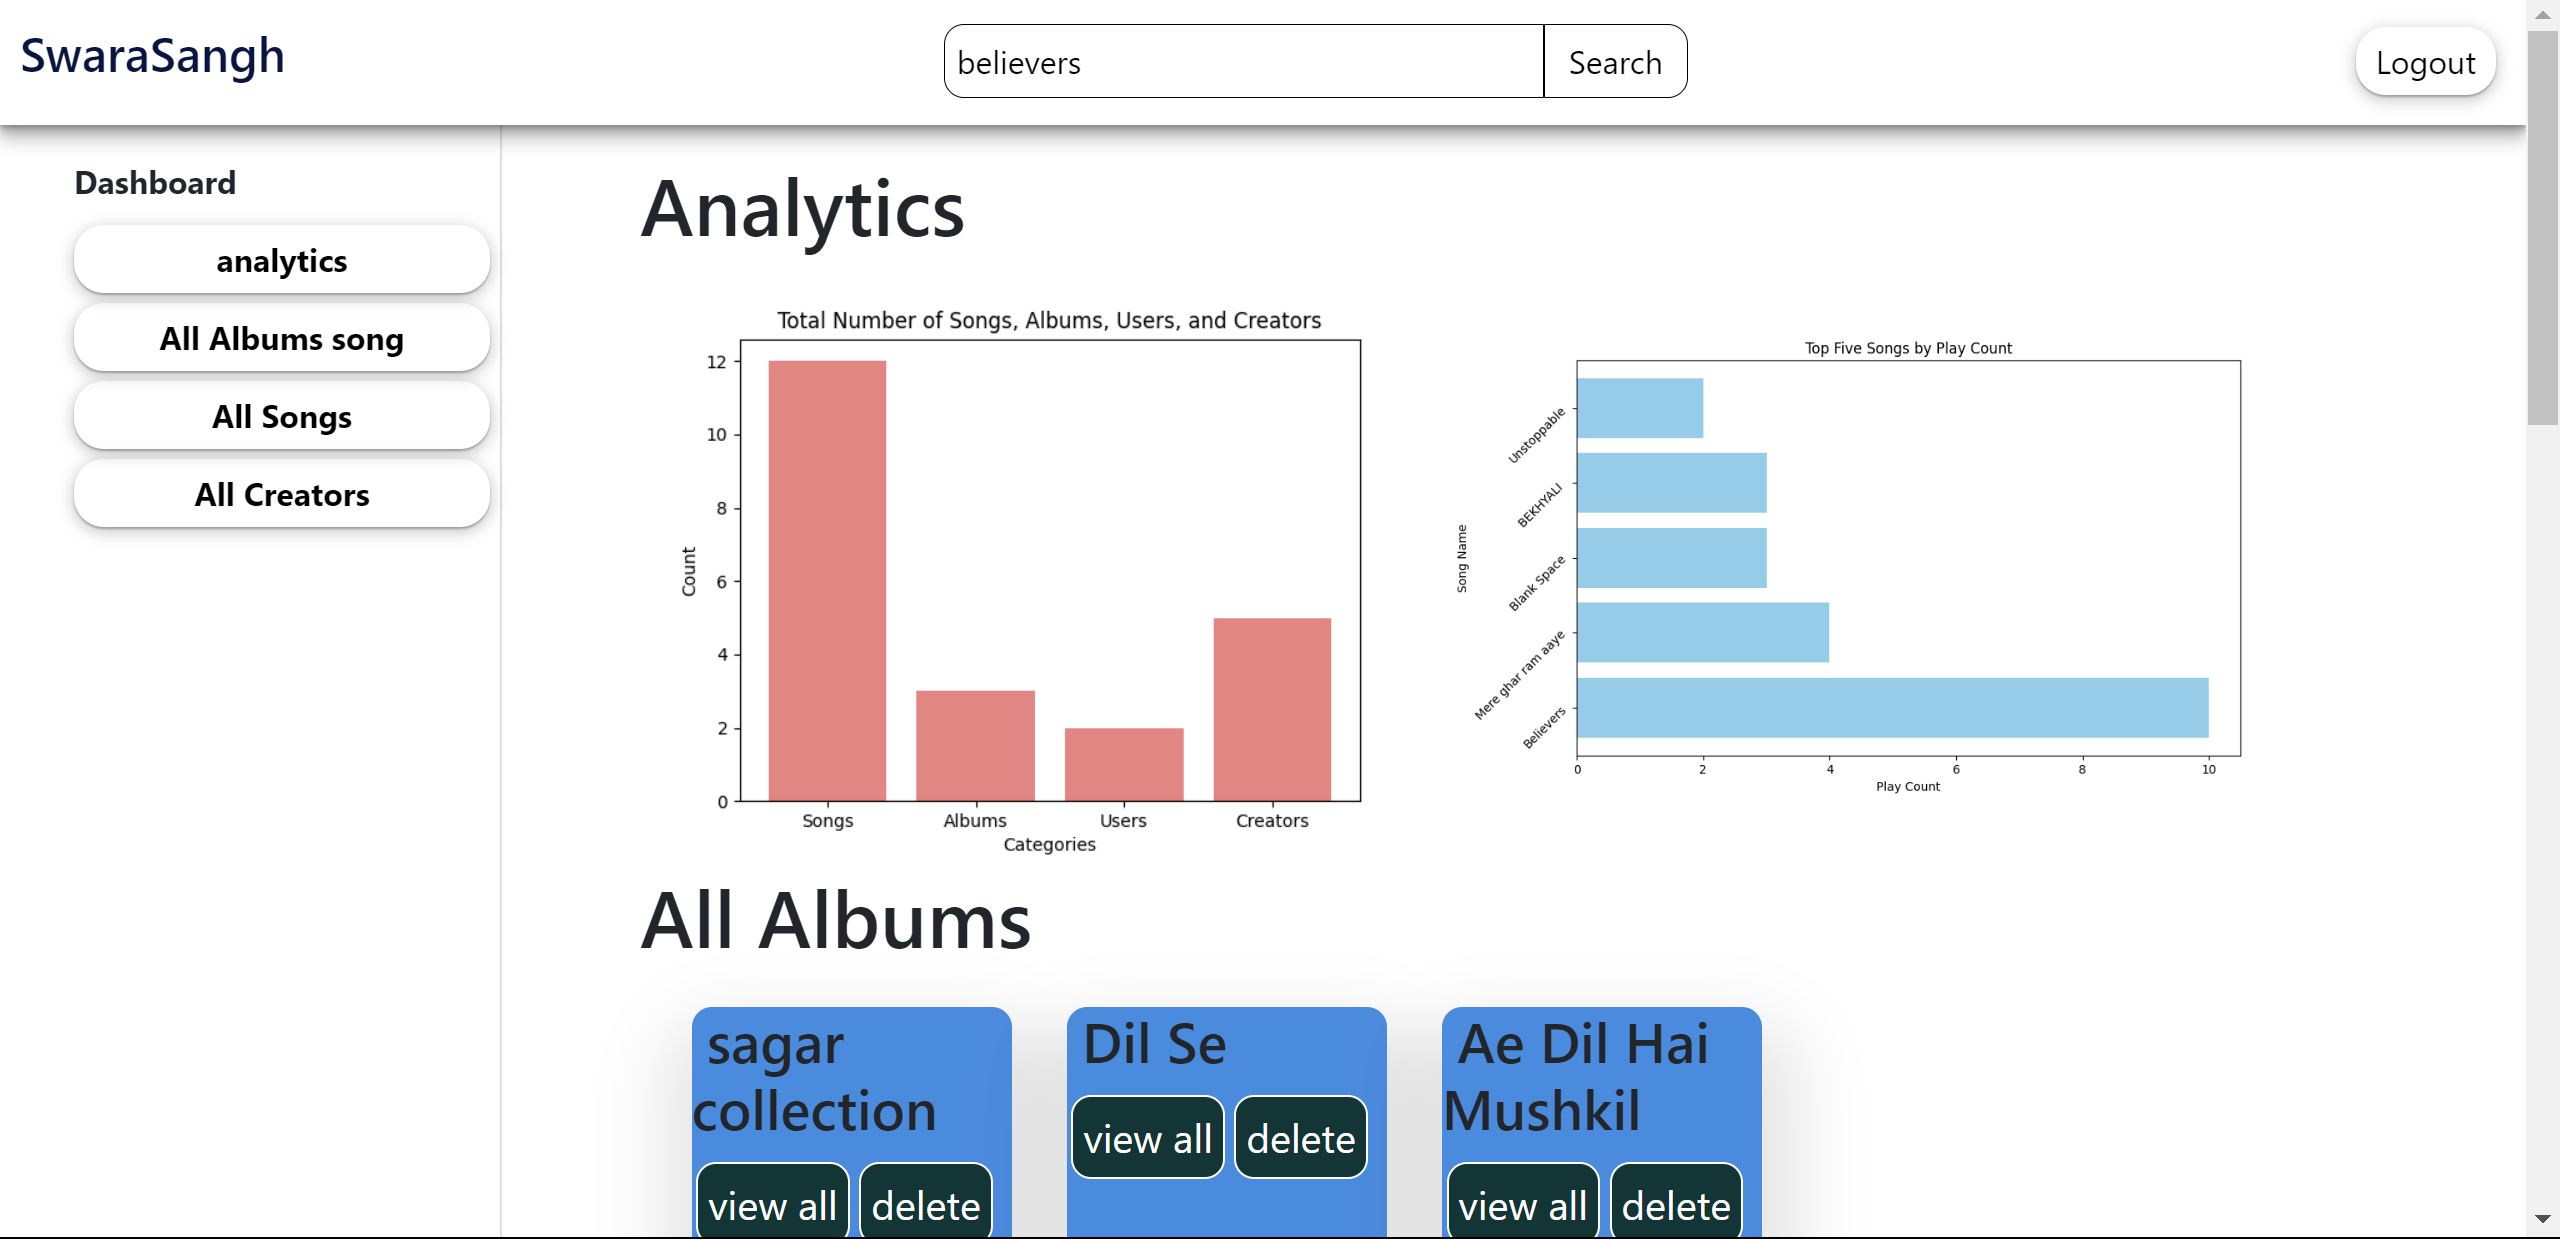 SwaraSangh
believers
Search
Logout
Dashboard
analytics
All Albums song
All Songs
All Creators
Analytics
Total Number of Songs, Albums, Users, and Creators
Count
12
10
8
6
4
2
0
Songs
Albums
Users
Creators
Categories
Top Five Songs by Play Count
Song Name
Unstoppable
BEKHYALI
Blank Space
Mere ghar ram aaye
Believers
0
2
4
6
8
10
Play Count
All Albums
sagar
collection
view all
delete
Dil Se
view all
delete
Ae Dil Hai
Mushkil
view all
delete